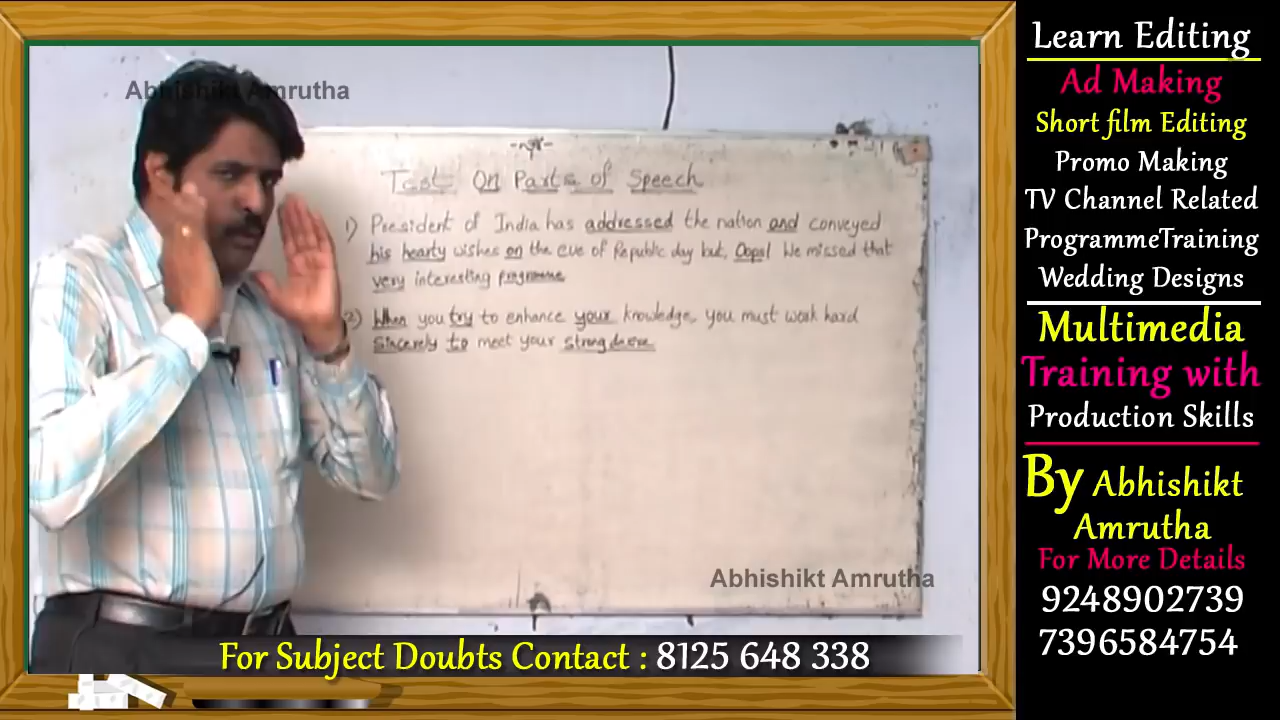 Abhishikt Amrutha
Test On Parts of Speech
1) President of India has addressed the nation and conveyed
his hearty wishes on the eve of Republic day but, Oops! We missed that
very interesting programme
2) When you try to enhance your knowledge, you must work hard
sincerely to meet your strong desire
Abhishikt Amrutha
For Subject Doubts Contact : 8125 648 338
Learn Editing
Ad Making
Short film Editing
Promo Making
TV Channel Related
ProgrammeTraining
Wedding Designs
Multimedia
Training with
Production Skills
By Abhishikt
Amrutha
For More Details
9248902739
7396584754